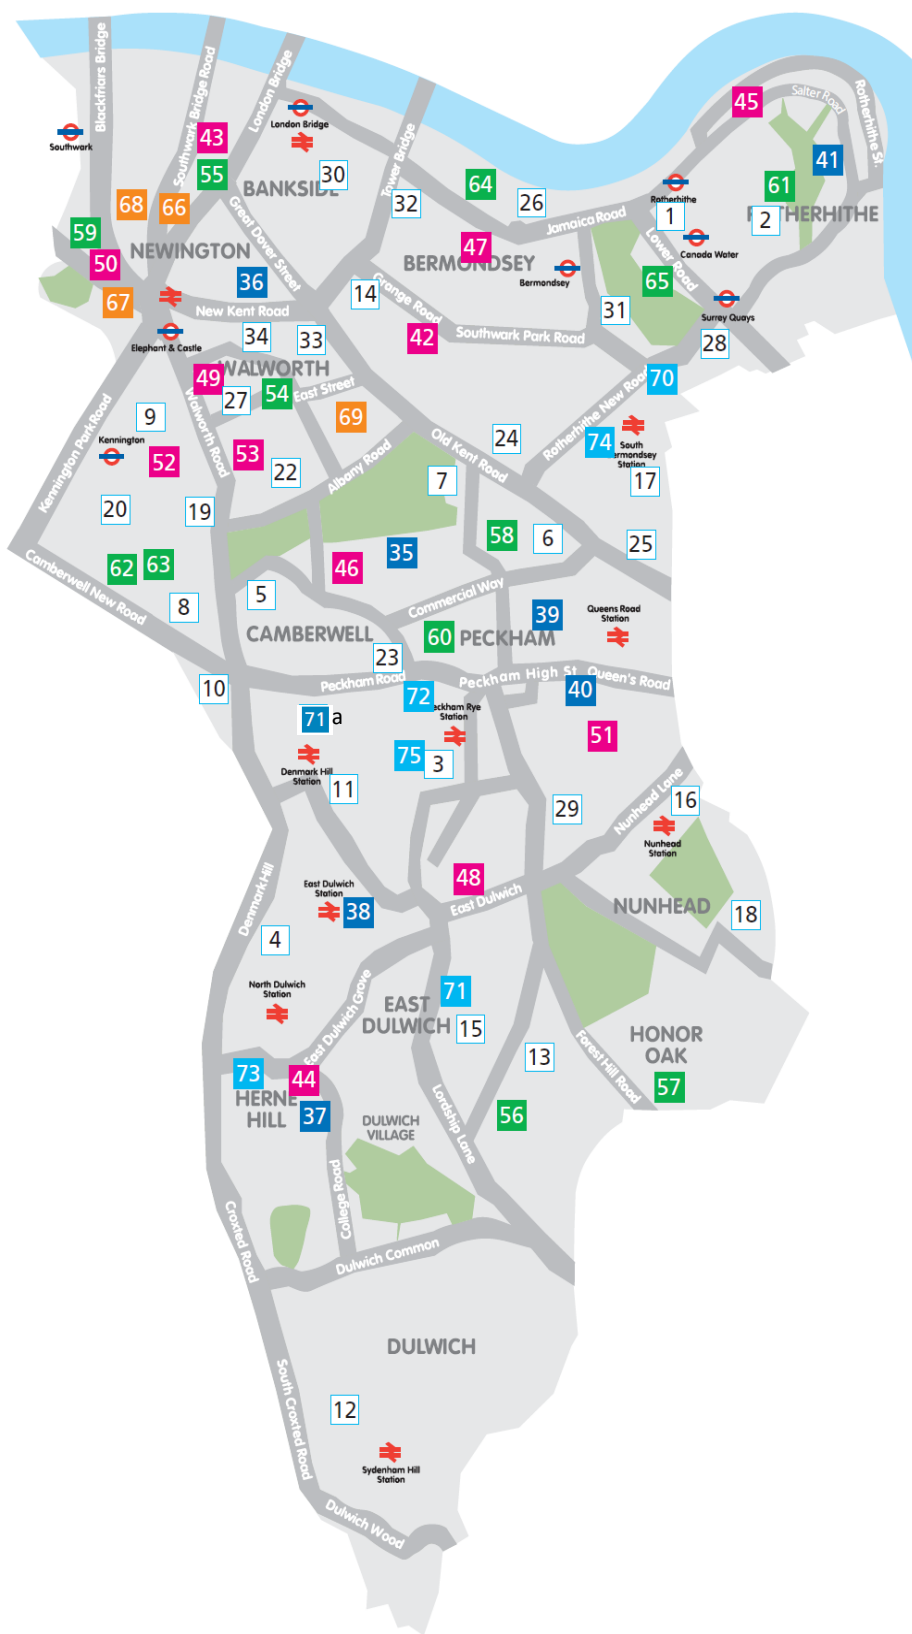 Blackfriars Bridge
Southwark Bridge Road
London Bridge
Tower Bridge
45
Salter Road
Rotherhithe St.
London Bridge
Southwark
43
41
55
30
BANKSIDE
64
61
Rotherhithe
68
66
32
26
1
2
Jamaica Road
59
Great Dover Street
Lower Road
NEWINGTON
47
BERMONDSEY
Canada Water
50
Bermondsey
36
65
67
14
Grange Road
31
Surrey Quays
New Kent Road
Elephant & Castle
34
33
42
Southwark Park Road
28
WALWORTH
49
27
54
East Street
70
Rotherhithe New Road
9
69
Kennington Park Road
Walworth Road
Kennington
52
53
22
Albany Road
Old Kent Road
24
74
South
Station
7
17
20
19
58
6
25
35
62
63
46
Camberwell New Road
5
Commercial Way
8
39
Queens Road
Station
CAMBERWELL
60
PECKHAM
23
10
Peckham Road
Peckham High St
Queen's Road
72
40
71 a
Station
51
75
3
Denmark Hill
Station
11
29
16
Nunhead Lane
Nunhead
Station
48
East Dulwich
East Dulwich
Station
38
NUNHEAD
18
Denmark Hill
4
North Dulwich
Station
71
EAST
DULWICH
15
East Dulwich Grove
HONOR
OAK
13
Forest Hill Road
73
44
57
HERNE
HILL
37
DULWICH
VILLAGE
Lordship Lane
56
College Road
Croxted Road
Dulwich Common
DULWICH
South Croxted Road
12
Sydenham Hill
Station
Dulwich Wood